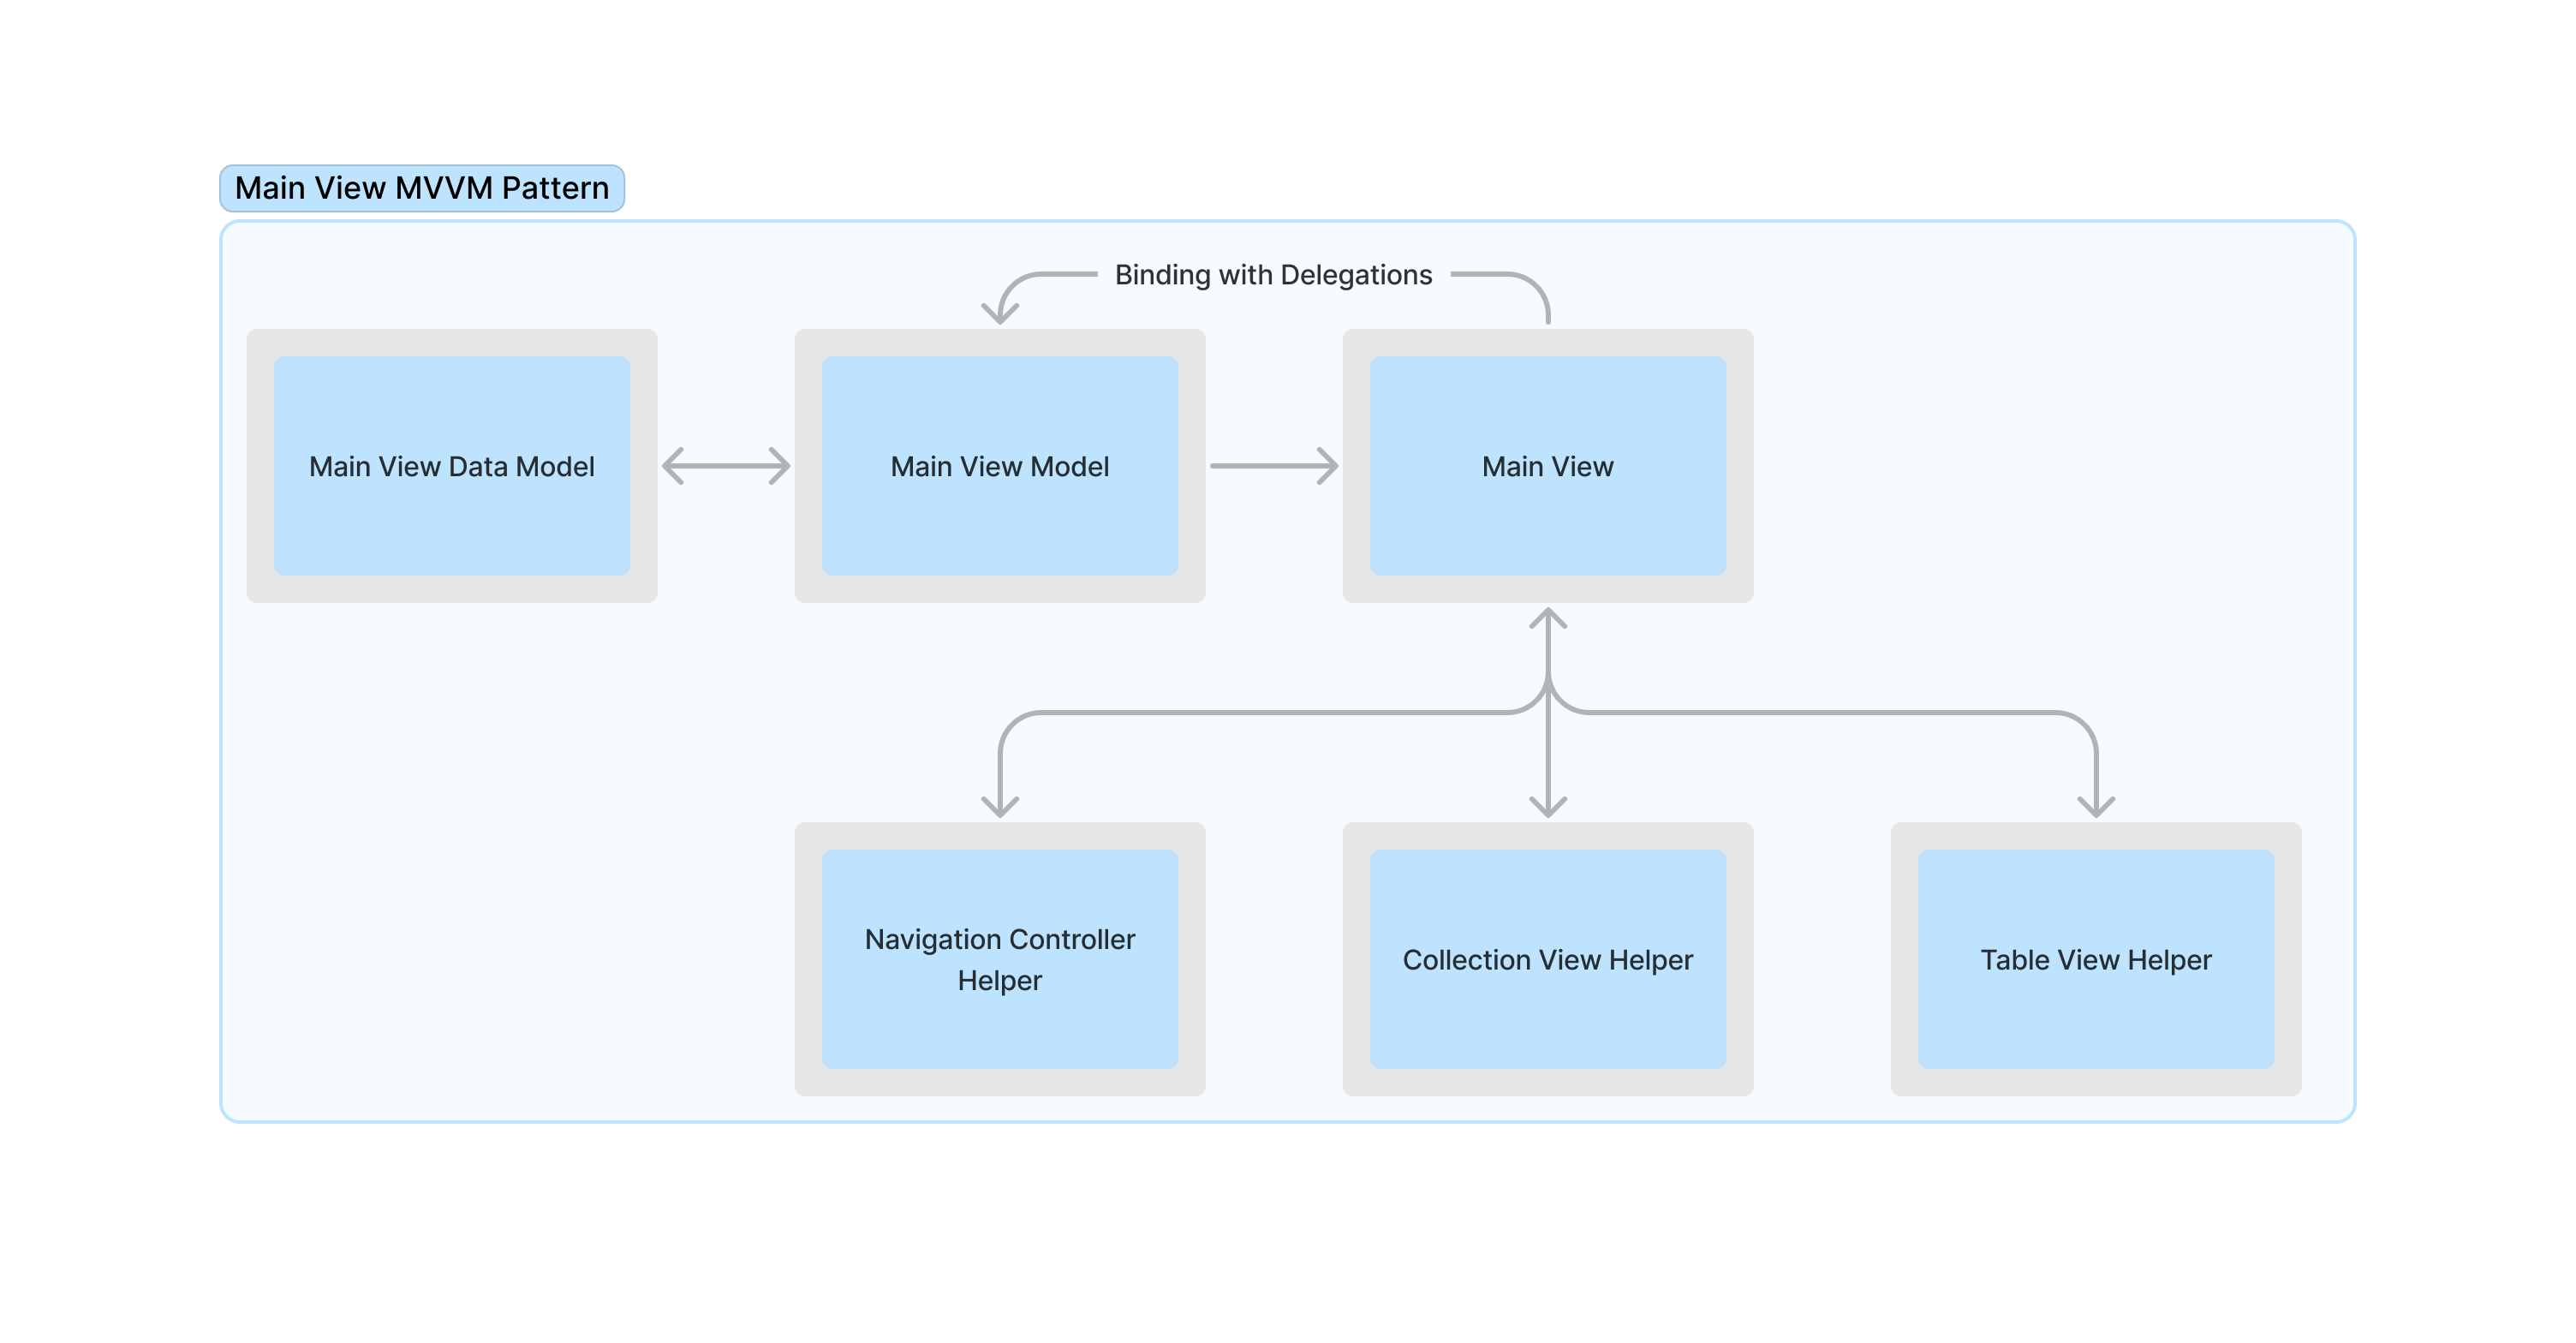 Main View MVVM Pattern
Binding with Delegations
Main View Data Model
Main View Model
Main View
Navigation Controller
Helper
Collection View Helper
Table View Helper